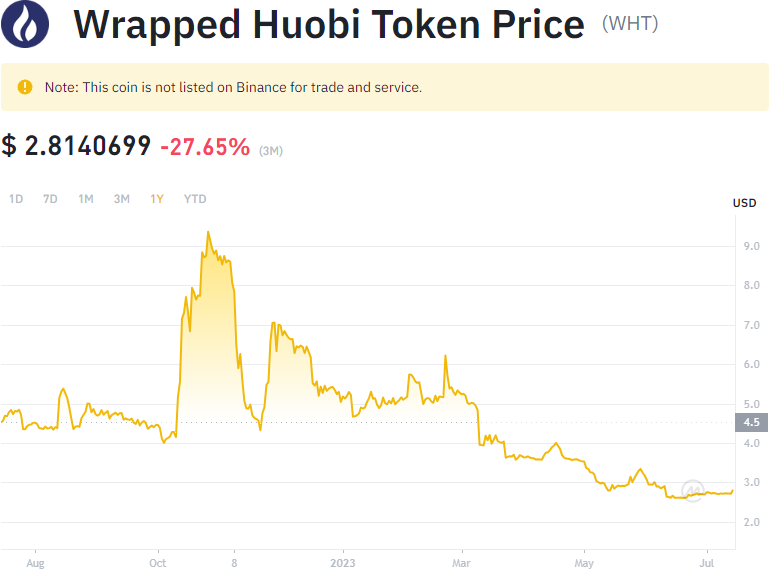 Wrapped Huobi Token Price (WHT)
Note: This coin is not listed on Binance for trade and service.
$ 2.8140699 -27.65% (3M)
1D 7D 1M 3M 1Y YTD
USD
9.0
8.0
7.0
6.0
5.0
4.5
4.0
3.0
2.0
Aug Oct 8 2023 Mar May Jul